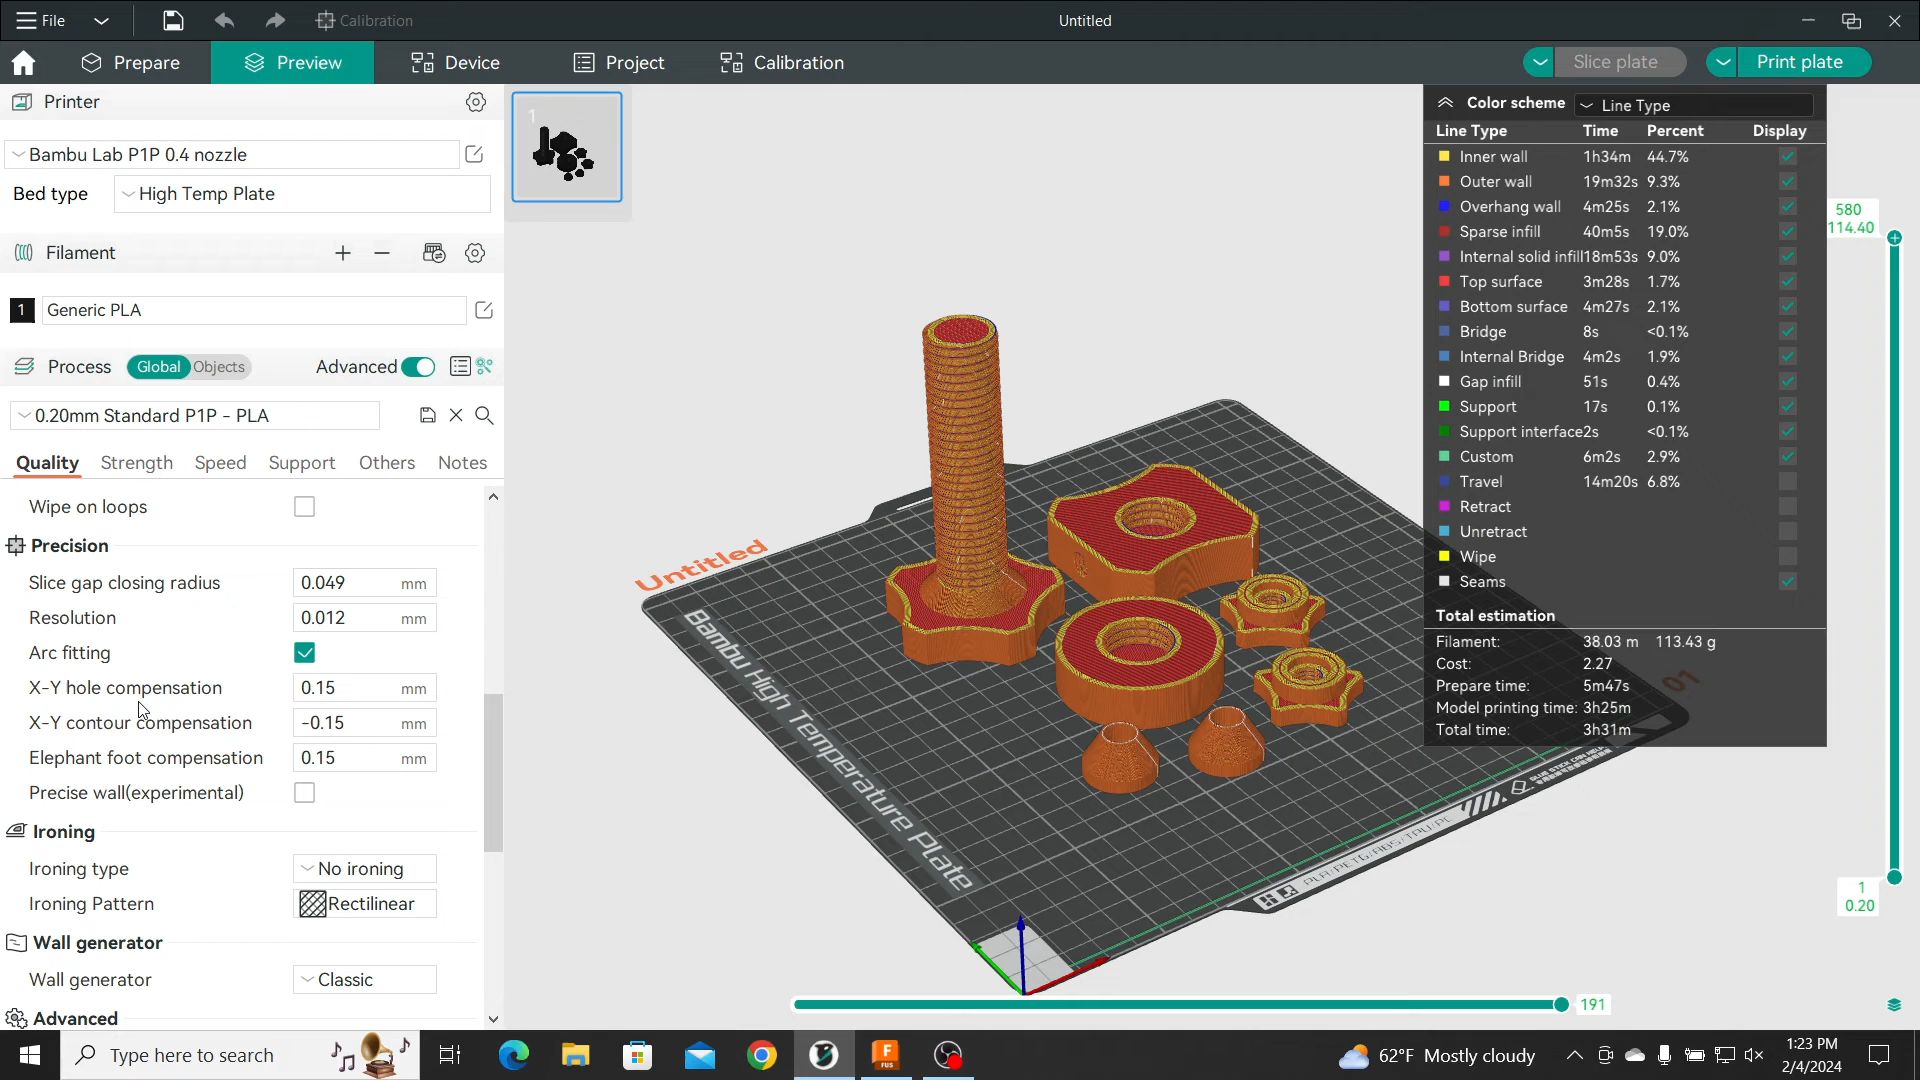 File
Calibration
Untitled
Prepare
Preview
Device
Project
Calibration
Slice plate
Print plate
Printer
Bambu Lab P1P 0.4 nozzle
Bed type
High Temp Plate
Filament
1
Generic PLA
Process
Global
Objects
Advanced
0.20mm Standard P1P - PLA
Quality
Strength
Speed
Support
Others
Notes
Wipe on loops
Precision
Slice gap closing radius 0.049 mm
Resolution 0.012 mm
Arc fitting
X-Y hole compensation 0.15 mm
X-Y contour compensation -0.15 mm
Elephant foot compensation 0.15 mm
Precise wall(experimental)
Ironing
Ironing type No ironing
Ironing Pattern Rectilinear
Wall generator
Wall generator Classic
Advanced
1
Untitled
Bambu High Temperature Plate
PLA/PETG/ABS/TPU/PC
01
Color scheme Line Type
Line Type Time Percent Display
Inner wall 1h34m 44.7%
Outer wall 19m32s 9.3%
Overhang wall 4m25s 2.1%
Sparse infill 40m5s 19.0%
Internal solid infill 18m53s 9.0%
Top surface 3m28s 1.7%
Bottom surface 4m27s 2.1%
Bridge 8s <0.1%
Internal Bridge 4m2s 1.9%
Gap infill 51s 0.4%
Support 17s 0.1%
Support interface 2s <0.1%
Custom 6m2s 2.9%
Travel 14m20s 6.8%
Retract
Unretract
Wipe
Seams
Total estimation
Filament: 38.03 m 113.43 g
Cost: 2.27
Prepare time: 5m47s
Model printing time: 3h25m
Total time: 3h31m
580
114.40
1
0.20
191
Type here to search
F
FUS
62°F Mostly cloudy
1:23 PM
2/4/2024